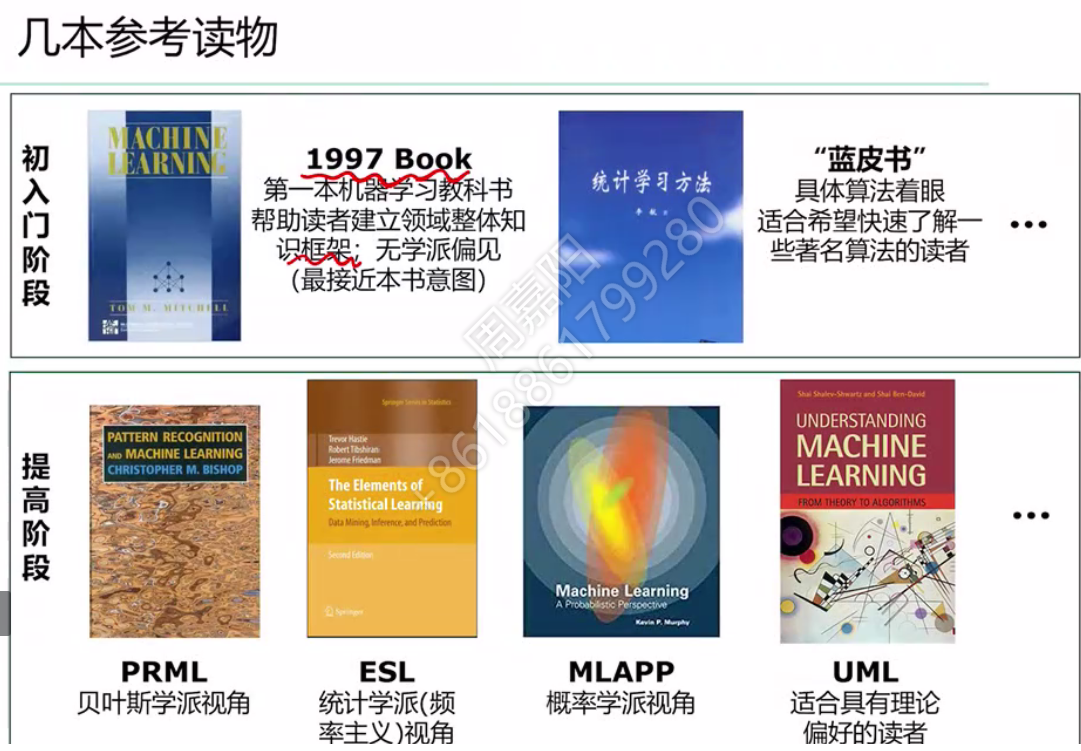 几本参考读物
初入门阶段
MACHINE
LEARNING
TOM M. MITCHELL
1997 Book
第一本机器学习教科书
帮助读者建立领域整体知
识框架；无学派偏见
(最接近本书意图)
统计学习方法
李航 著
“蓝皮书”
具体算法着眼
适合希望快速了解一
些著名算法的读者
...
周嘉阳
8618861799280
提高阶段
PATTERN RECOGNITION
AND MACHINE LEARNING
CHRISTOPHER M. BISHOP
PRML
贝叶斯学派视角
Springer Series in Statistics
Trevor Hastie
Robert Tibshirani
Jerome Friedman
The Elements of
Statistical Learning
Data Mining, Inference, and Prediction
Second Edition
Springer
ESL
统计学派(频
率主义)视角
Machine Learning
A Probabilistic Perspective
Kevin P. Murphy
MLAPP
概率学派视角
Shai Shalev-Shwartz and Shai Ben-David
UNDERSTANDING
MACHINE
LEARNING
FROM THEORY TO ALGORITHMS
UML
适合具有理论
偏好的读者
...